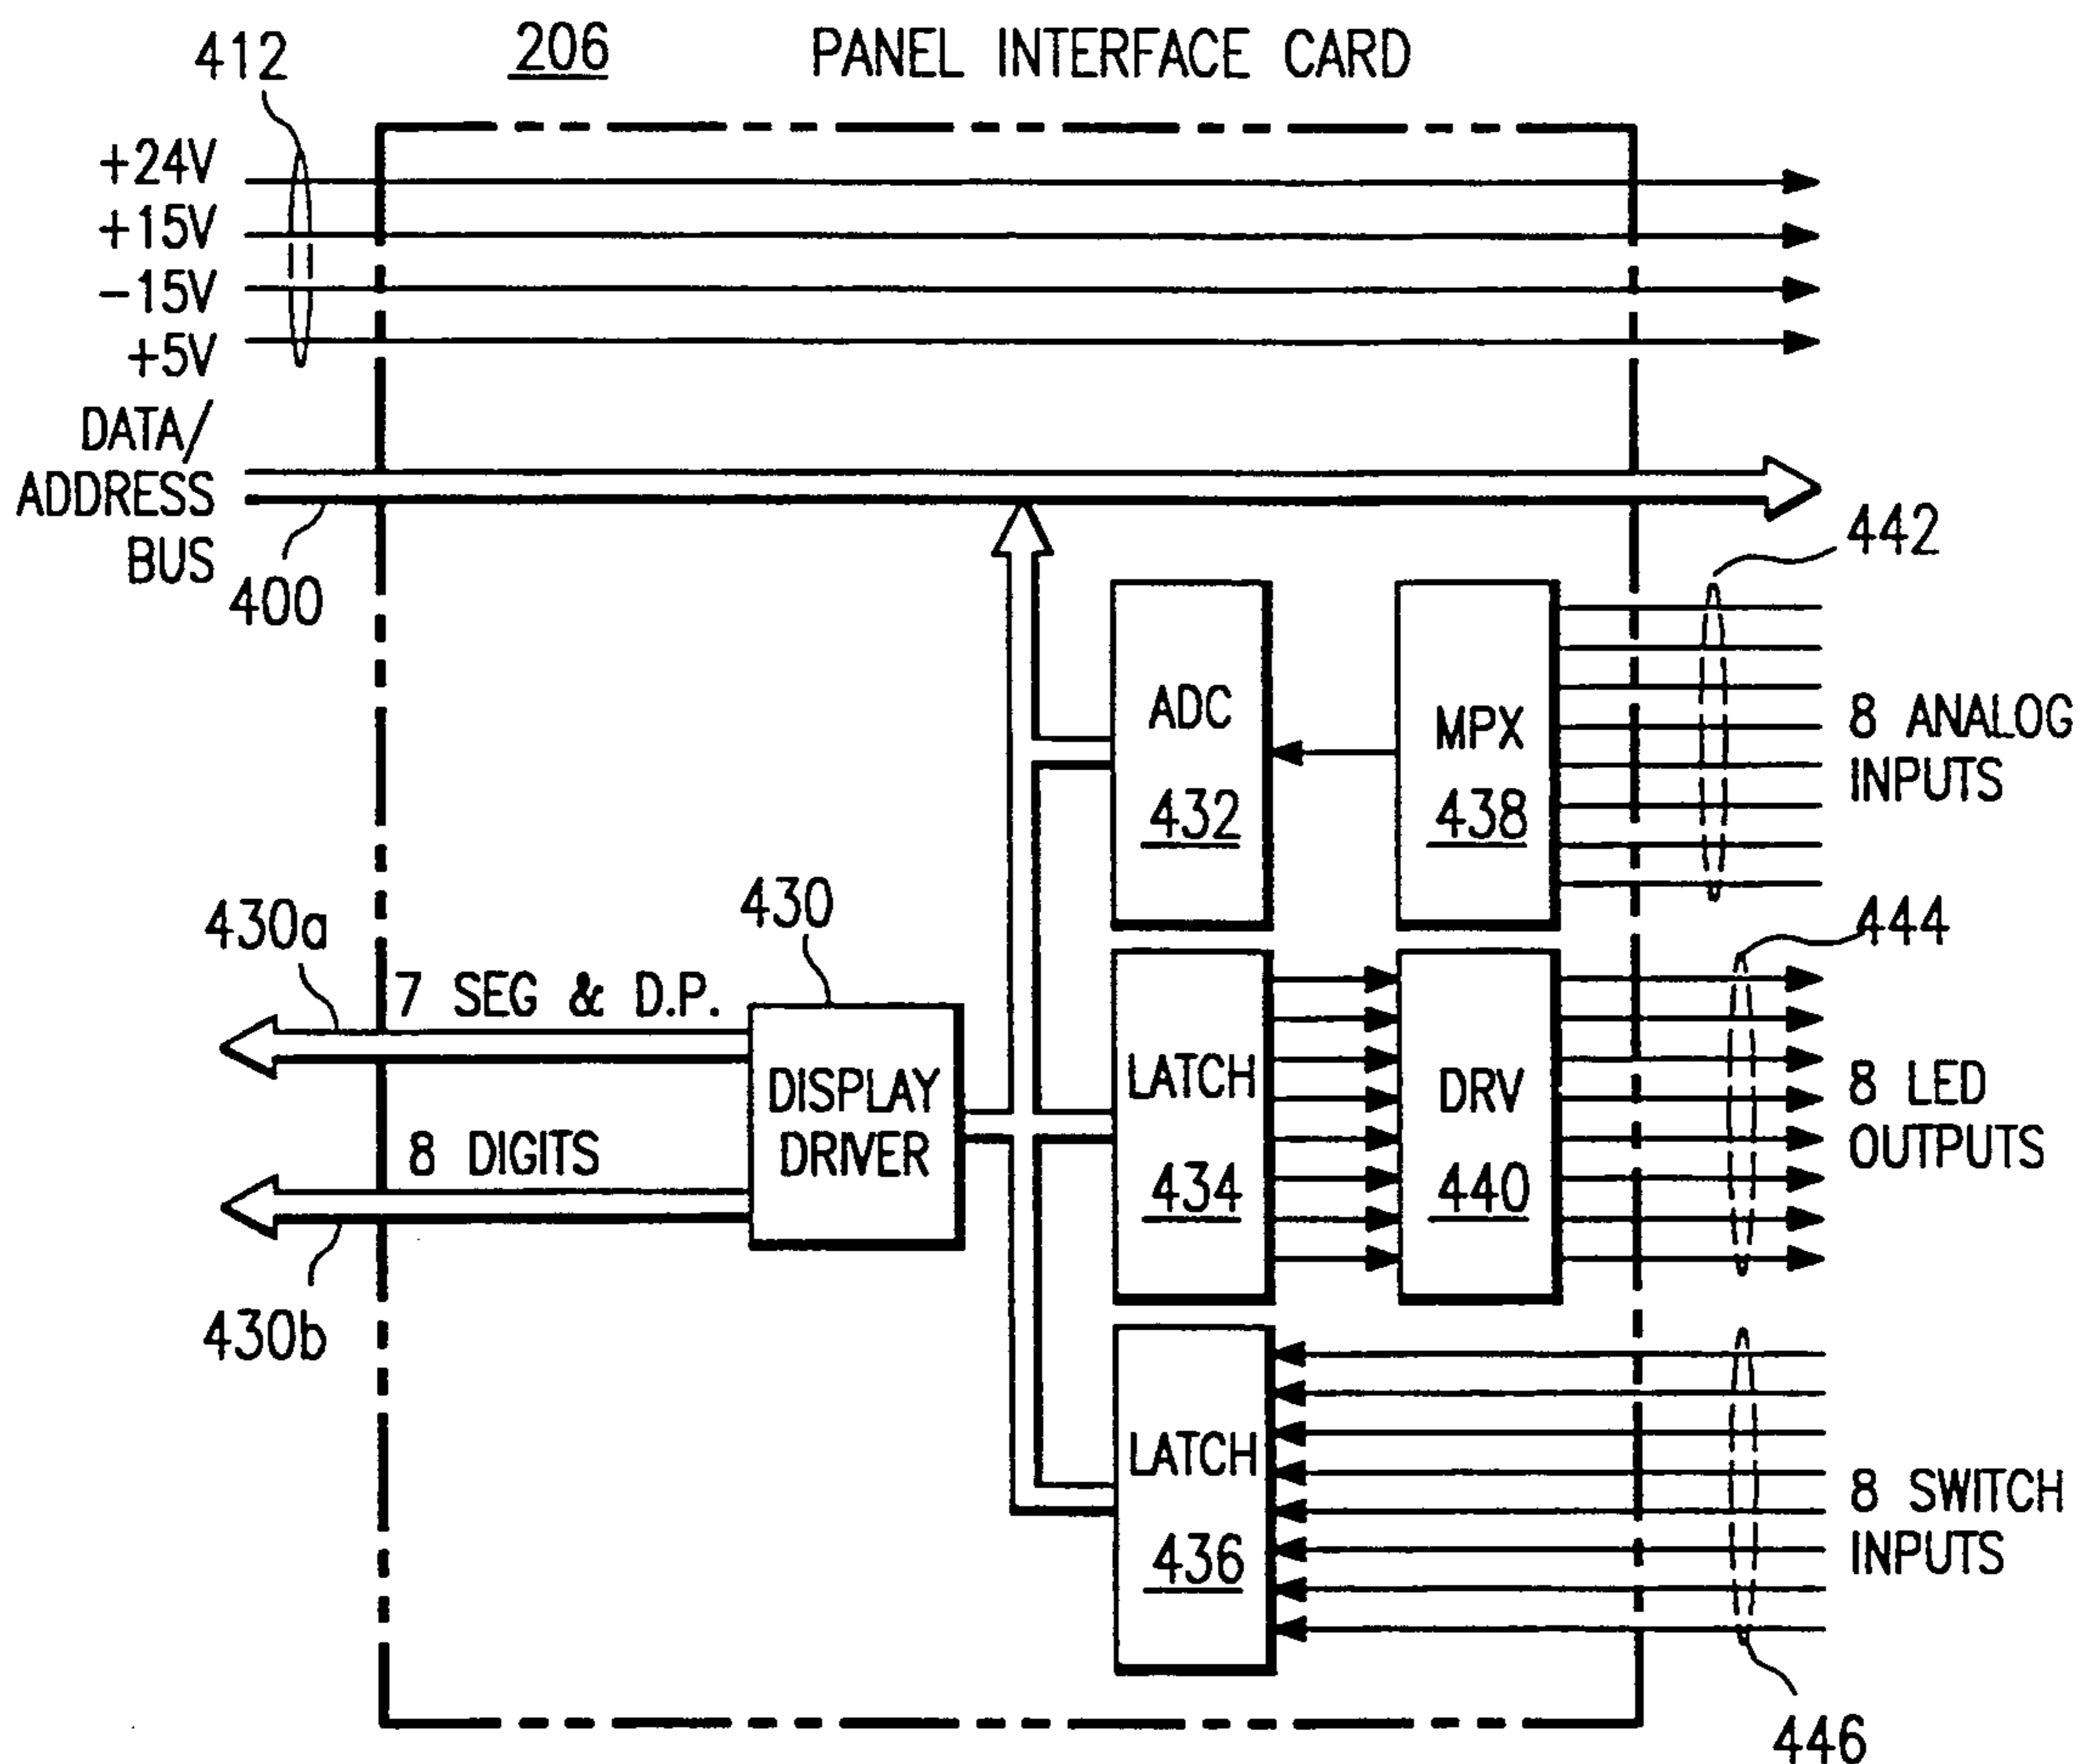 412
206
PANEL INTERFACE CARD
+24V
+15V
-15V
+5V
DATA/
ADDRESS
BUS
400
442
ADC
432
MPX
438
8 ANALOG
INPUTS
430a
430
444
7 SEG & D.P.
DISPLAY
DRIVER
8 DIGITS
430b
LATCH
434
DRV
440
8 LED
OUTPUTS
LATCH
436
8 SWITCH
INPUTS
446